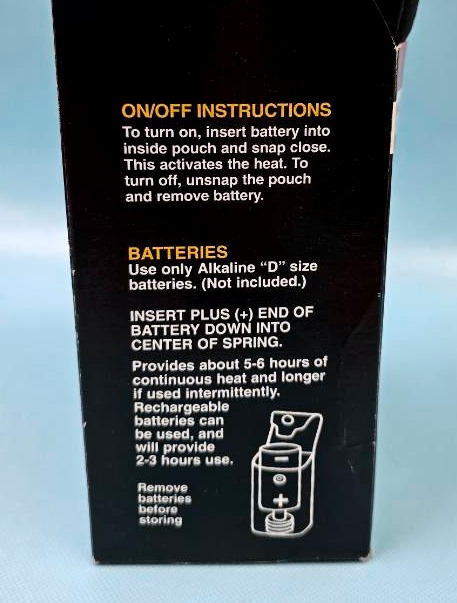 ON/OFF INSTRUCTIONS
To turn on, insert battery into
inside pouch and snap close.
This activates the heat. To
turn off, unsnap the pouch
and remove battery.
BATTERIES
Use only Alkaline “D” size
batteries. (Not included.)
INSERT PLUS (+) END OF
BATTERY DOWN INTO
CENTER OF SPRING.
Provides about 5-6 hours of
continuous heat and longer
if used intermittently.
Rechargeable
batteries can
be used, and
will provide
2-3 hours use.
Remove
batteries
before
storing
−
+